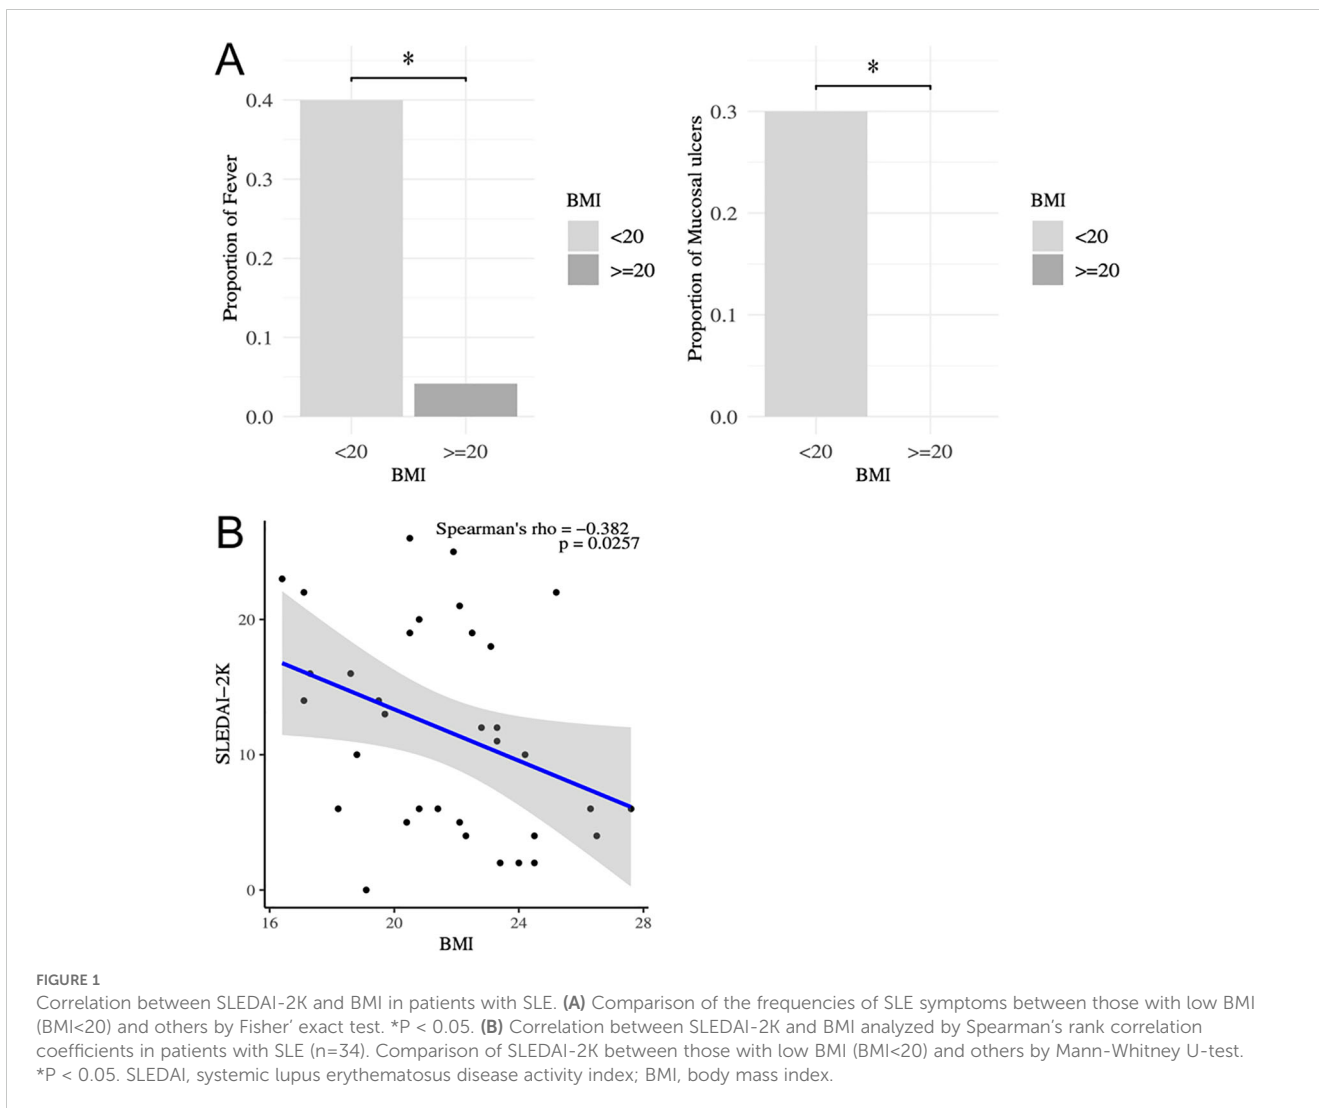 A
*
Proportion of Fever
0.4
0.3
0.2
0.1
0.0
<20
>=20
BMI
BMI
<20
>=20
*
Proportion of Mucosal ulcers
0.3
0.2
0.1
0.0
<20
>=20
BMI
BMI
<20
>=20
B
Spearman's rho = −0.382
p = 0.0257
SLEDAI−2K
20
10
0
16
20
24
28
BMI
FIGURE 1
Correlation between SLEDAI-2K and BMI in patients with SLE. (A) Comparison of the frequencies of SLE symptoms between those with low BMI
(BMI<20) and others by Fisher’ exact test. *P < 0.05. (B) Correlation between SLEDAI-2K and BMI analyzed by Spearman’s rank correlation
coefficients in patients with SLE (n=34). Comparison of SLEDAI-2K between those with low BMI (BMI<20) and others by Mann-Whitney U-test.
*P < 0.05. SLEDAI, systemic lupus erythematosus disease activity index; BMI, body mass index.